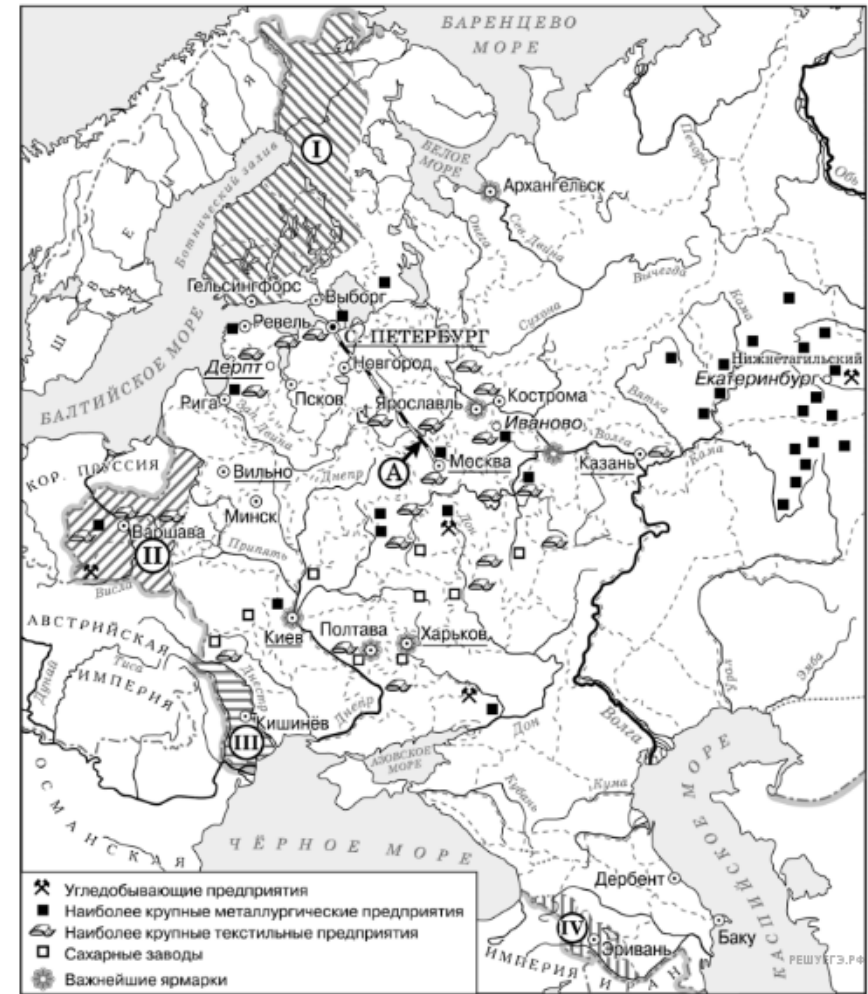 БАРЕНЦЕВО
МОРЕ
БЕЛОЕ
МОРЕ
Печора
Обь
Архангельск
I
Ботнический залив
Онега
Сев. Двина
Вычегда
Сухона
Кама
Гельсингфорс
Выборг
Ревель
С. ПЕТЕРБУРГ
Нижнетагильский
Екатеринбург
Дерпт
Новгород
БАЛТИЙСКОЕ МОРЕ
Псков
Ярославль
Кострома
Вятка
Рига
Зап. Двина
Иваново
Волга
А
Москва
Казань
Кама
КОР. ПРУССИЯ
Вильно
Днепр
Минск
Варшава
II
Припять
Дон
Висла
АВСТРИЙСКАЯ
ИМПЕРИЯ
Киев
Полтава
Харьков
Дунай
Тиса
Днестр
Днепр
Дон
Волга
Урал
Эмба
Кишинёв
III
АЗОВСКОЕ
МОРЕ
Кубань
Кума
ОСМАНСКАЯ
ЧЁРНОЕ МОРЕ
КАСПИЙСКОЕ МОРЕ
Дербент
IV
Эривань
Баку
ИМПЕРИЯ
ИРАН
Угледобывающие предприятия
Наиболее крупные металлургические предприятия
Наиболее крупные текстильные предприятия
Сахарные заводы
Важнейшие ярмарки
РЕШУЕГЭ.РФ